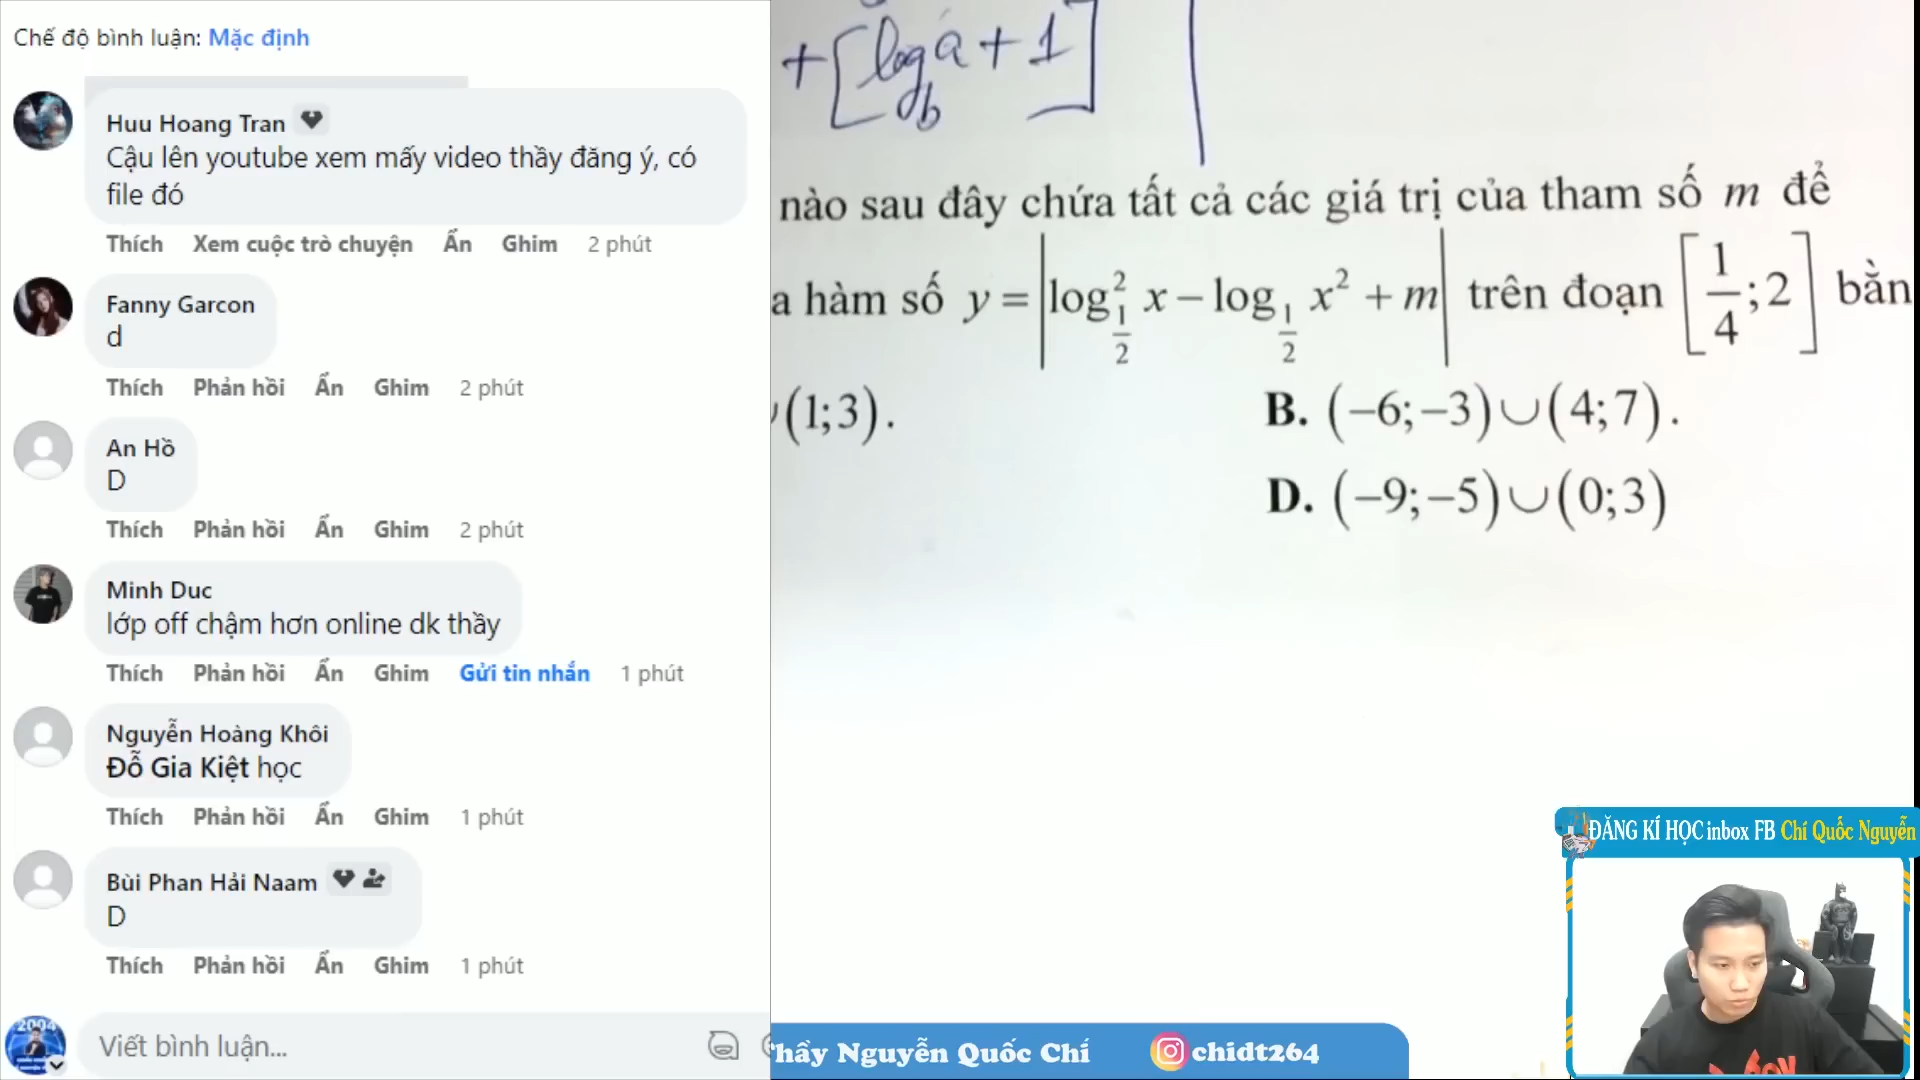 Chế độ bình luận: Mặc định
Huu Hoang Tran
Cậu lên youtube xem mấy video thầy đăng ý, có
file đó
Thích Xem cuộc trò chuyện Ẩn Ghim 2 phút
Fanny Garcon
d
Thích Phản hồi Ẩn Ghim 2 phút
An Hồ
D
Thích Phản hồi Ẩn Ghim 2 phút
Minh Duc
lớp off chậm hơn online dk thầy
Thích Phản hồi Ẩn Ghim Gửi tin nhắn 1 phút
Nguyễn Hoàng Khôi
Đỗ Gia Kiệt học
Thích Phản hồi Ẩn Ghim 1 phút
Bùi Phan Hải Naam
D
Thích Phản hồi Ẩn Ghim 1 phút
2004
Viết bình luận...
+ [log_b a + 1]
nào sau đây chứa tất cả các giá trị của tham số m để
a hàm số y = |log²_{1/2} x − log_{1/2} x² + m| trên đoạn [1/4; 2] bằn
(1;3).
B. (−6;−3)∪(4;7).
D. (−9;−5)∪(0;3)
ĐĂNG KÍ HỌC inbox FB Chí Quốc Nguyễn
Thầy Nguyễn Quốc Chí chidt264